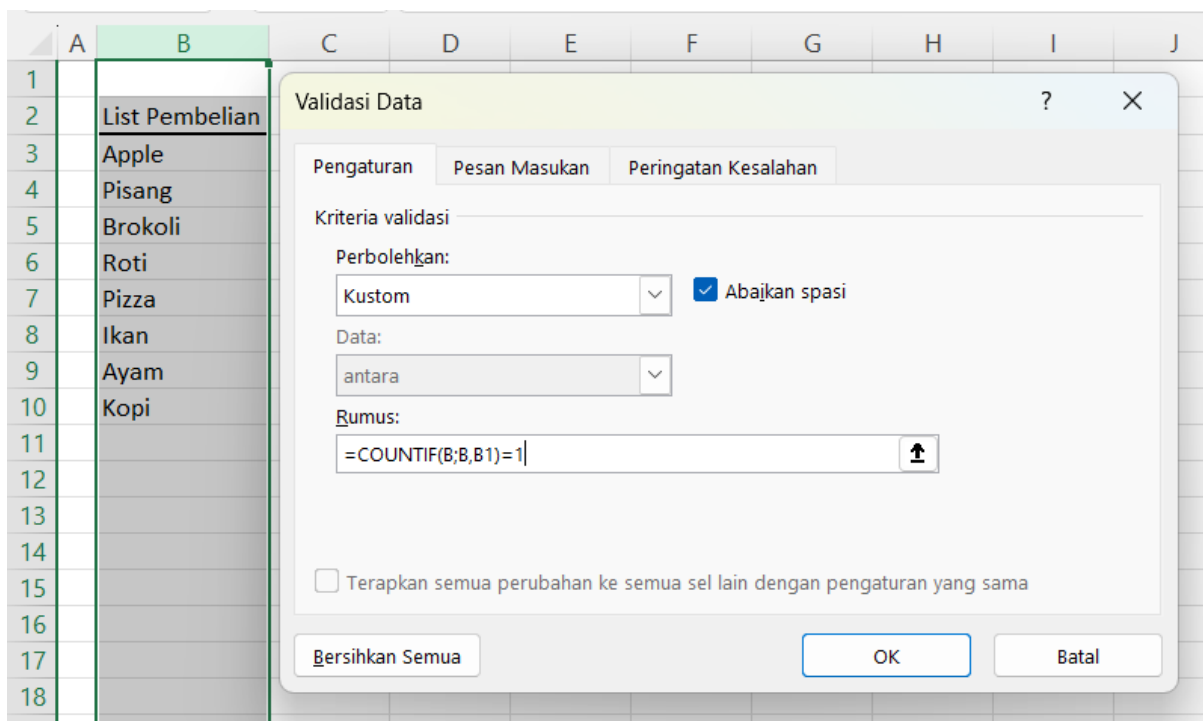 A B C D E F G H I J
1
2 List Pembelian
3 Apple
4 Pisang
5 Brokoli
6 Roti
7 Pizza
8 Ikan
9 Ayam
10 Kopi
11
12
13
14
15
16
17
18
Validasi Data ?
Pengaturan Pesan Masukan Peringatan Kesalahan
Kriteria validasi
Perbolehkan:
Kustom Abaikan spasi
Data:
antara
Rumus:
=COUNTIF(B;B,B1)=1
Terapkan semua perubahan ke semua sel lain dengan pengaturan yang sama
Bersihkan Semua OK Batal